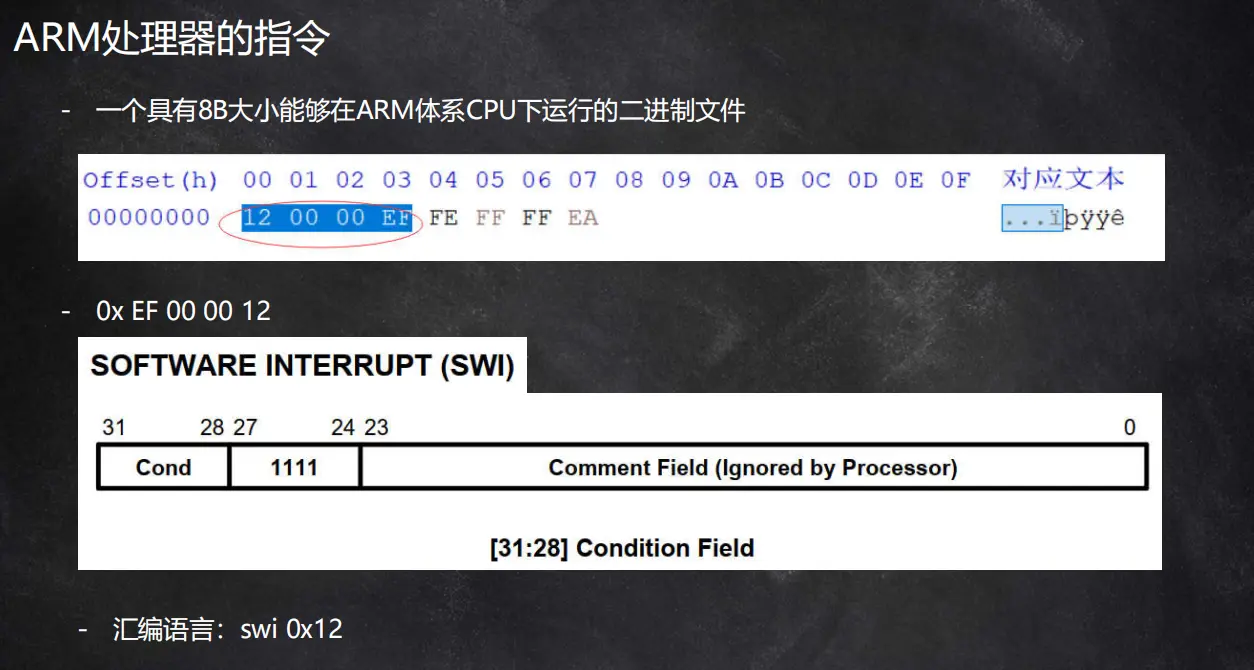 ARM处理器的指令
- 一个具有8B大小能够在ARM体系CPU下运行的二进制文件
Offset(h) 00 01 02 03 04 05 06 07 08 09 0A 0B 0C 0D 0E 0F 对应文本
00000000 12 00 00 EF FE FF FF EA ...ïþÿÿê
- 0x EF 00 00 12
SOFTWARE INTERRUPT (SWI)
31 28 27 24 23 0
Cond 1111 Comment Field (Ignored by Processor)
[31:28] Condition Field
- 汇编语言：swi 0x12